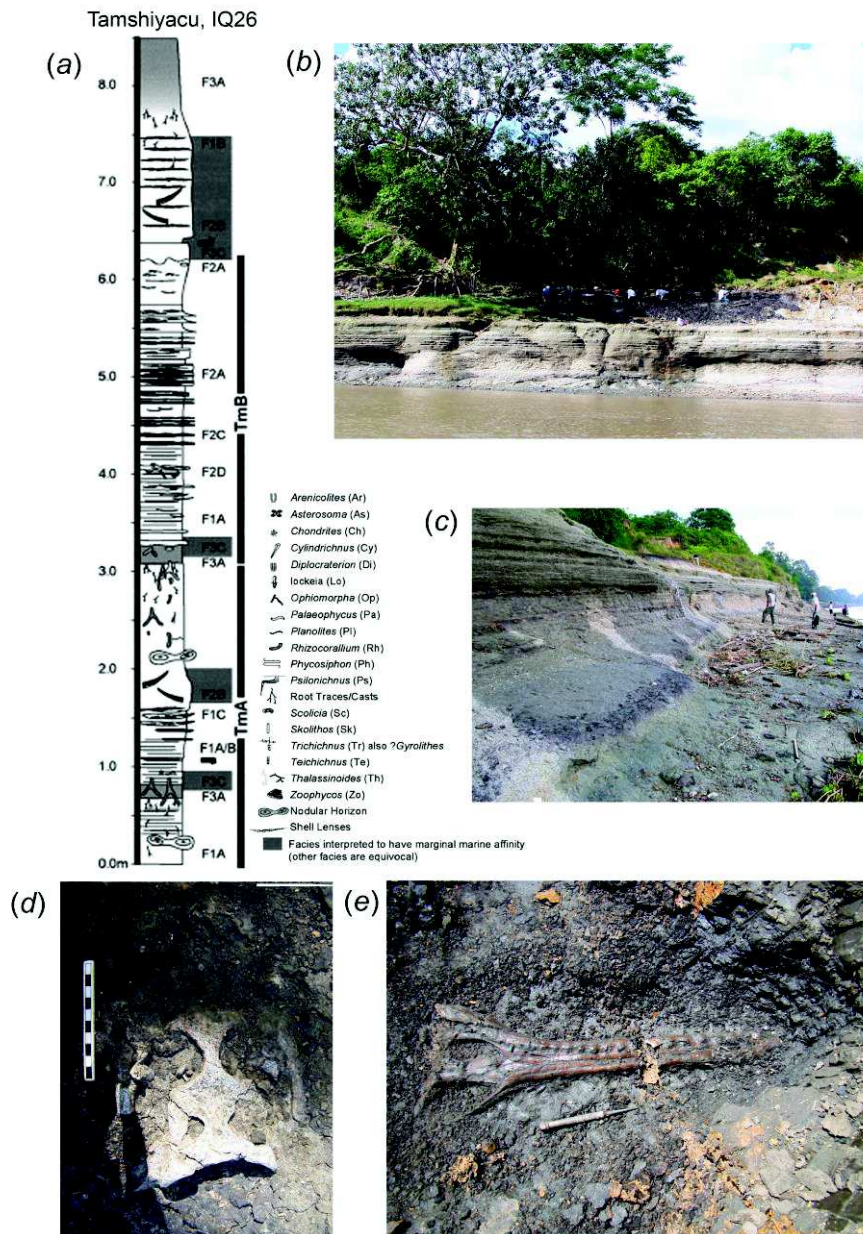 Tamshiyacu, IQ26
(a)
8.0
F3A
F1B
7.0
F2B
F3C
F2A
6.0
5.0
F2A
TmB
F2C
4.0
F2D
F1A
F3C
3.0
F3A
2.0
F2B
F1C
TmA
F1A/B
1.0
F3C
F3A
0.0m
F1A
Arenicolites (Ar)
Asterosoma (As)
Chondrites (Ch)
Cylindrichnus (Cy)
Diplocraterion (Di)
lockeia (Lo)
Ophiomorpha (Op)
Palaeophycus (Pa)
Planolites (Pl)
Rhizocorallium (Rh)
Phycosiphon (Ph)
Psilonichnus (Ps)
Root Traces/Casts
Scolicia (Sc)
Skolithos (Sk)
Trichichnus (Tr) also ?Gyrolithes
Teichichnus (Te)
Thalassinoides (Th)
Zoophycos (Zo)
Nodular Horizon
Shell Lenses
Facies interpreted to have marginal marine affinity
(other facies are equivocal)
(b)
(c)
(d)
(e)